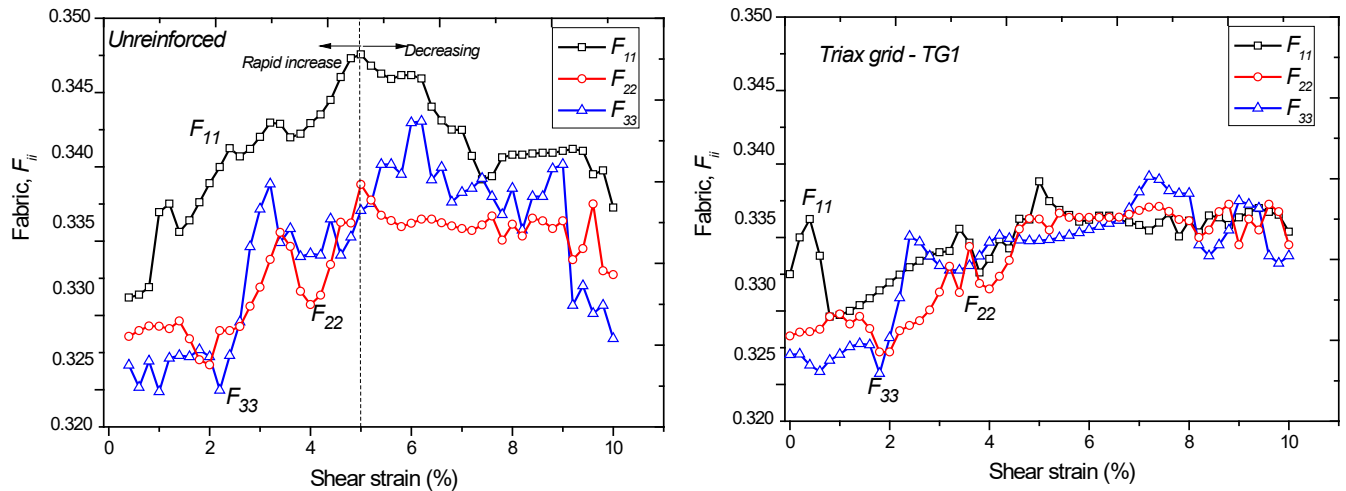 Unreinforced
Rapid increase
Decreasing
F11
F22
F33
F11
F22
F33
0.350
0.345
0.340
0.335
0.330
0.325
0.320
Fabric, Fii
0 2 4 6 8 10
Shear strain (%)
Triax grid - TG1
F11
F22
F33
F11
F22
F33
0.350
0.345
0.340
0.335
0.330
0.325
0.320
Fabric, Fii
0 2 4 6 8 10
Shear strain (%)